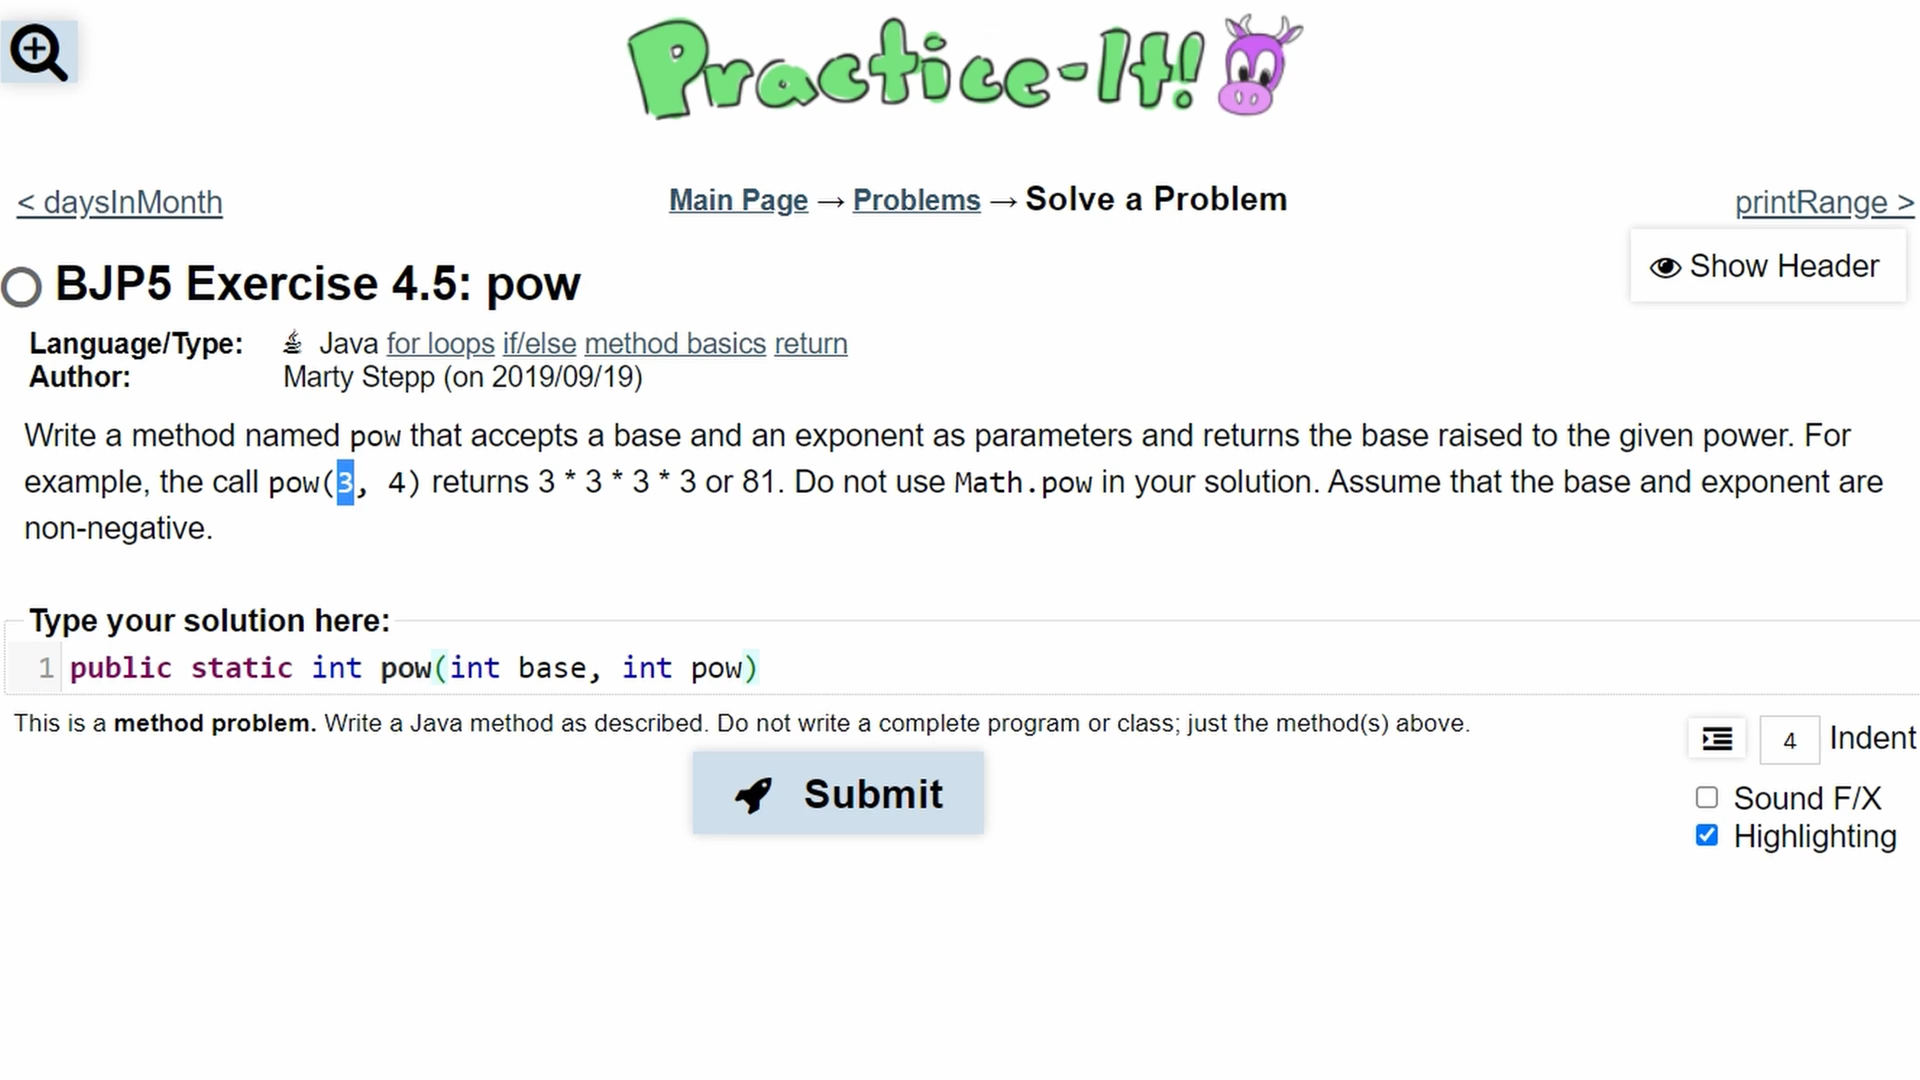 Practice-It!
< daysInMonth
Main Page → Problems → Solve a Problem
printRange >
Show Header
BJP5 Exercise 4.5: pow
Language/Type: Java for loops if/else method basics return
Author: Marty Stepp (on 2019/09/19)
Write a method named pow that accepts a base and an exponent as parameters and returns the base raised to the given power. For
example, the call pow(3, 4) returns 3 * 3 * 3 * 3 or 81. Do not use Math.pow in your solution. Assume that the base and exponent are
non-negative.
Type your solution here:
1 public static int pow(int base, int pow)
This is a method problem. Write a Java method as described. Do not write a complete program or class; just the method(s) above.
4 Indent
Submit
Sound F/X
Highlighting